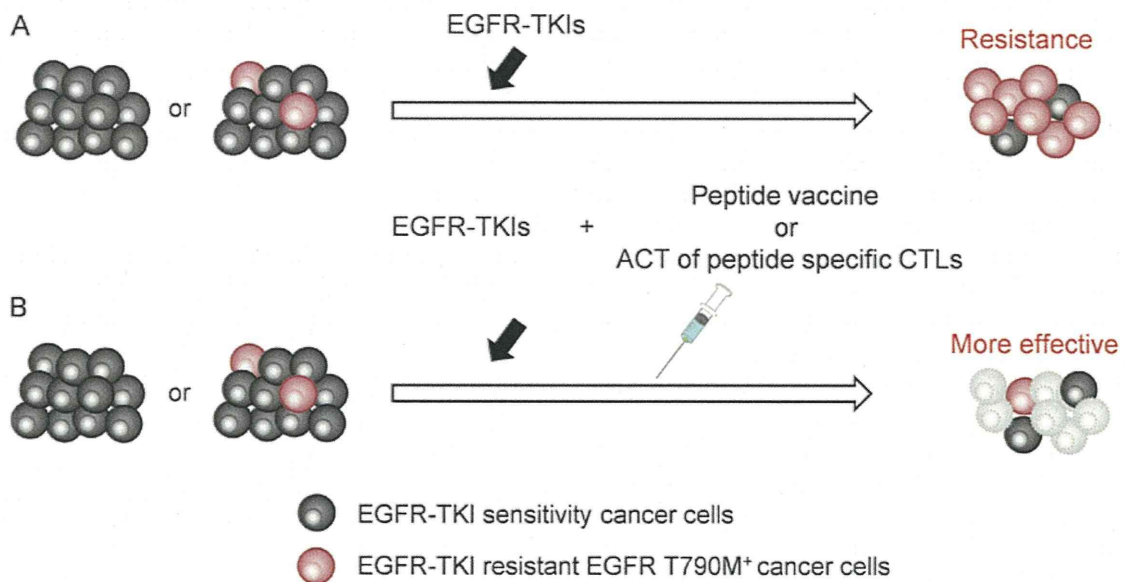 A
EGFR-TKIs
Resistance
or
Peptide vaccine
EGFR-TKIs + or
ACT of peptide specific CTLs
B
More effective
or
EGFR-TKI sensitivity cancer cells
EGFR-TKI resistant EGFR T790M⁺ cancer cells